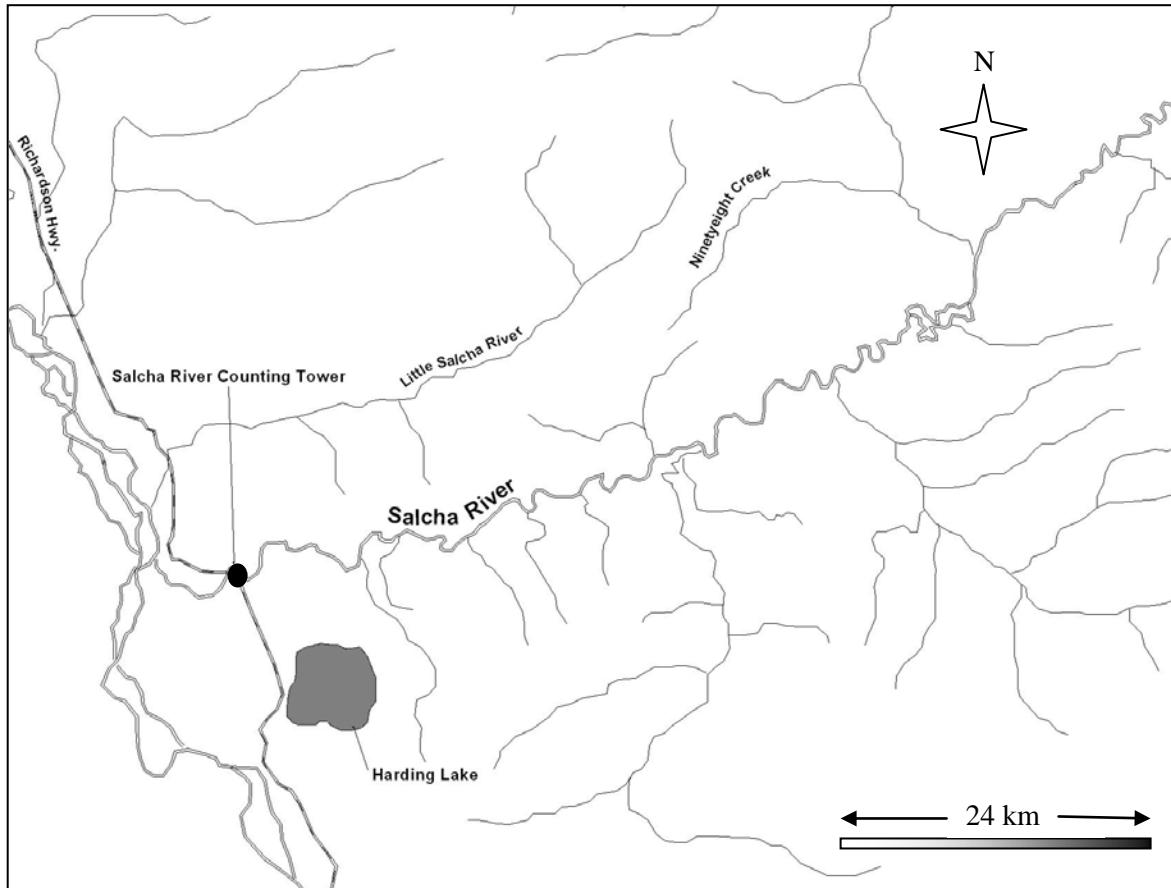 N
Richardson Hwy.
Ninetyeight Creek
Little Salcha River
Salcha River Counting Tower
Salcha River
Harding Lake
24 km